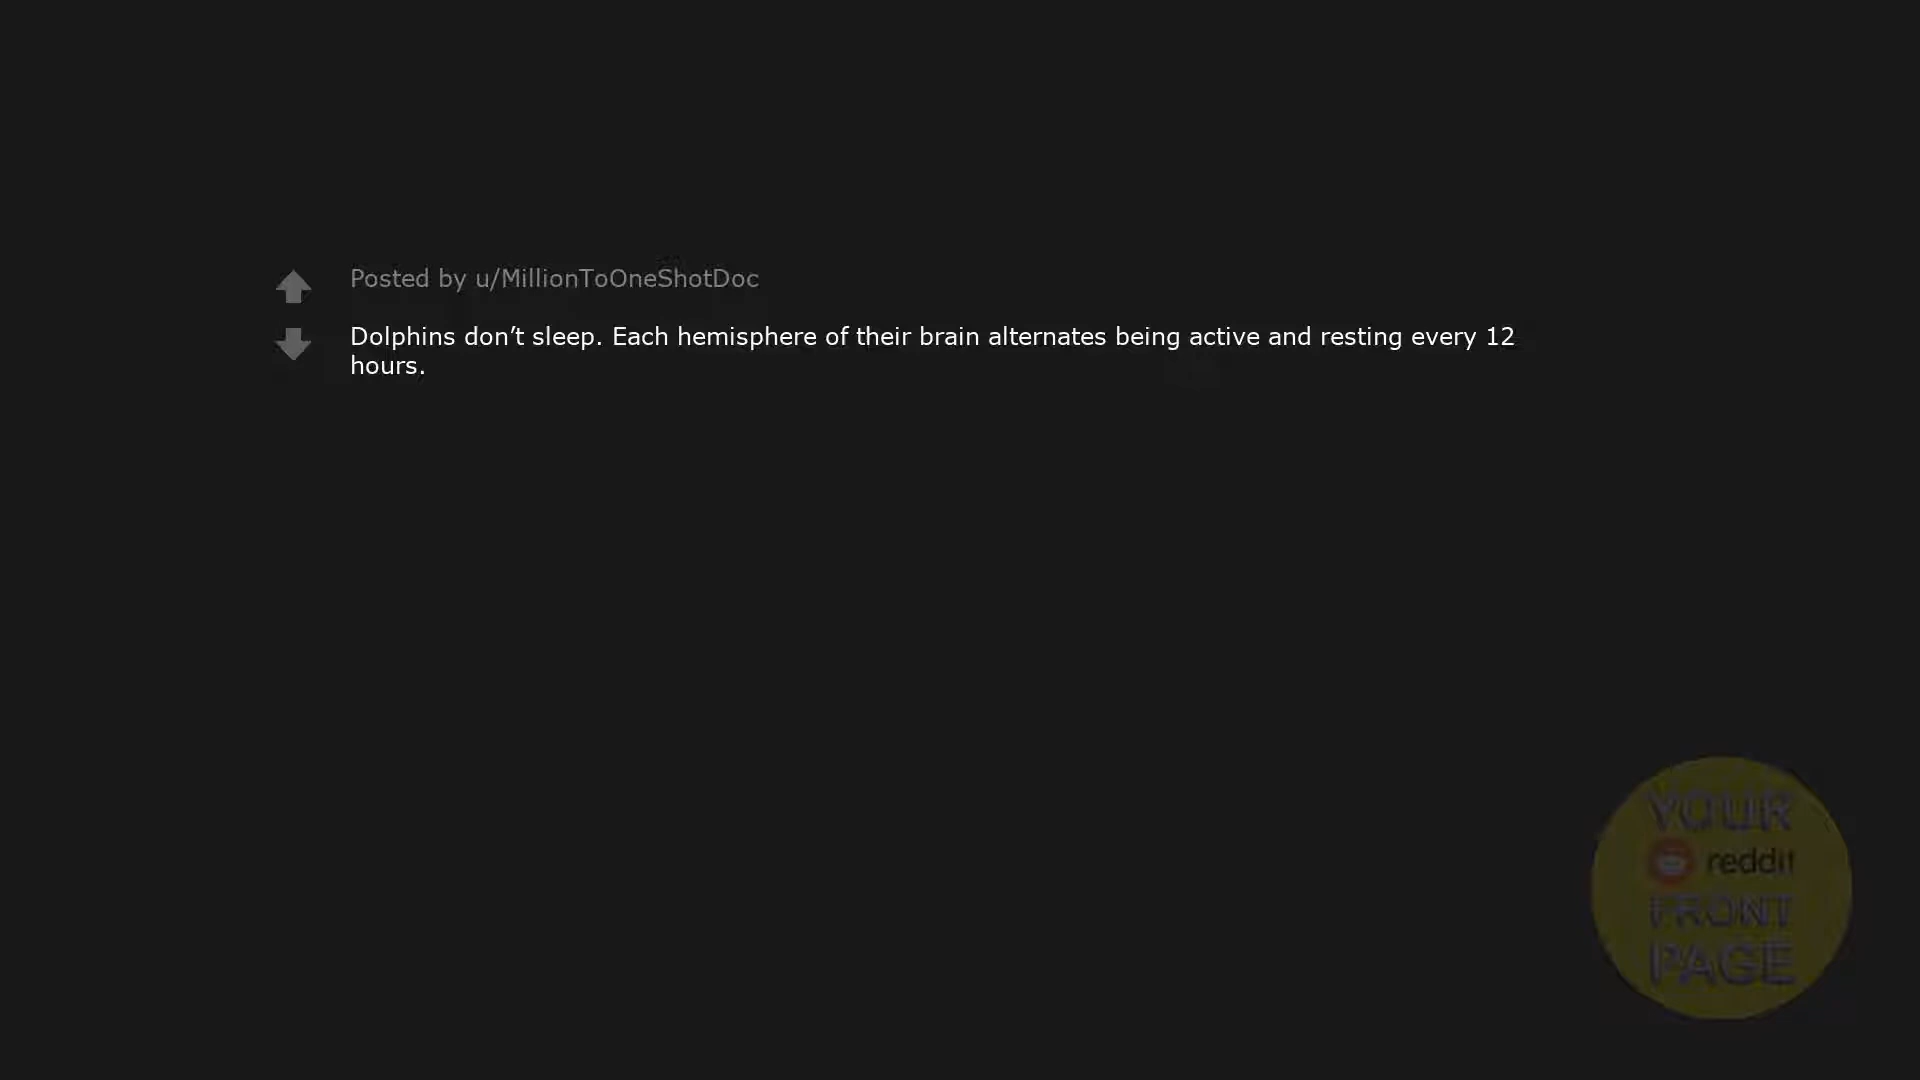 Posted by u/MillionToOneShotDoc
Dolphins don’t sleep. Each hemisphere of their brain alternates being active and resting every 12
hours.
YOUR
reddit
FRONT
PAGE